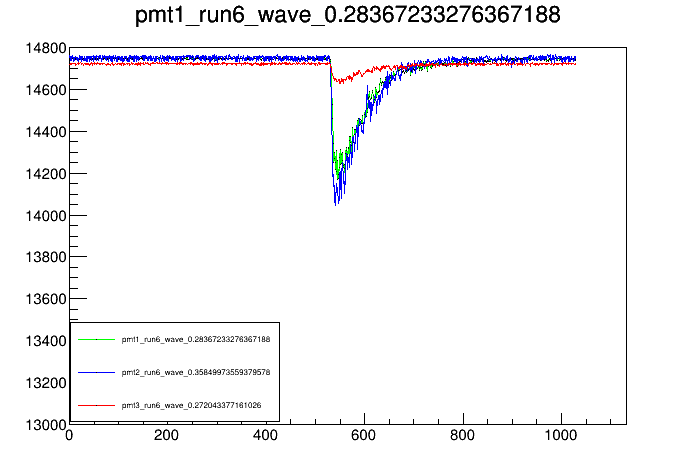 pmt1_run6_wave_0.28367233276367188
14800
14600
14400
14200
14000
13800
13600
13400
13200
13000
pmt1_run6_wave_0.28367233276367188
pmt2_run6_wave_0.35849973559379578
pmt3_run6_wave_0.272043377161026
0 200 400 600 800 1000